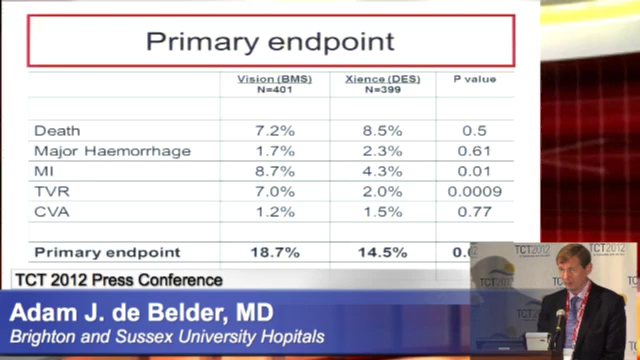 Primary endpoint
Vision (BMS) Xience (DES) P value
N=401 N=399
Death 7.2% 8.5% 0.5
Major Haemorrhage 1.7% 2.3% 0.61
MI 8.7% 4.3% 0.01
TVR 7.0% 2.0% 0.0009
CVA 1.2% 1.5% 0.77
Primary endpoint 18.7% 14.5%
TCT 2012 Press Conference
Adam J. de Belder, MD
Brighton and Sussex University Hopitals
TCT2012 TCT2012